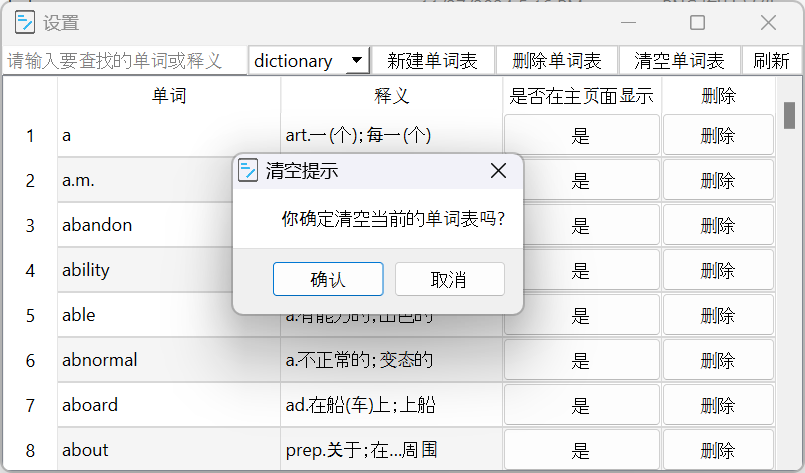 设置
请输入要查找的单词或释义 dictionary 新建单词表 删除单词表 清空单词表 刷新
单词 释义 是否在主页面显示 删除
1 a art.一(个);每一(个) 是 删除
2 a.m. 是 删除
3 abandon 是 删除
4 ability 是 删除
5 able 是 删除
6 abnormal a.不正常的;变态的 是 删除
7 aboard ad.在船(车)上;上船 是 删除
8 about prep.关于;在...周围 是 删除
清空提示
你确定清空当前的单词表吗?
确认 取消